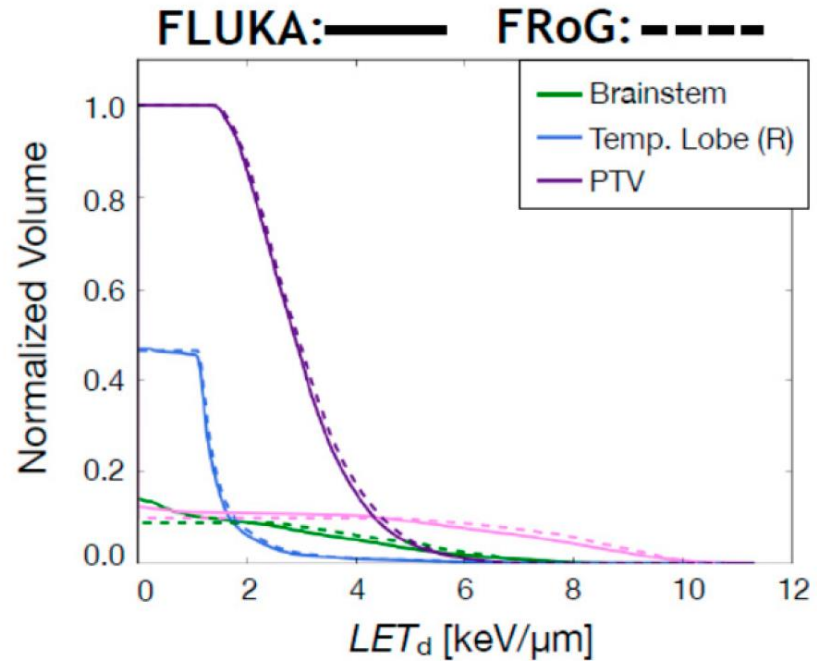 FLUKA: FRoG:
Brainstem
Temp. Lobe (R)
PTV
Normalized Volume
1.0
0.8
0.6
0.4
0.2
0.0
0 2 4 6 8 10 12
LETd [keV/μm]